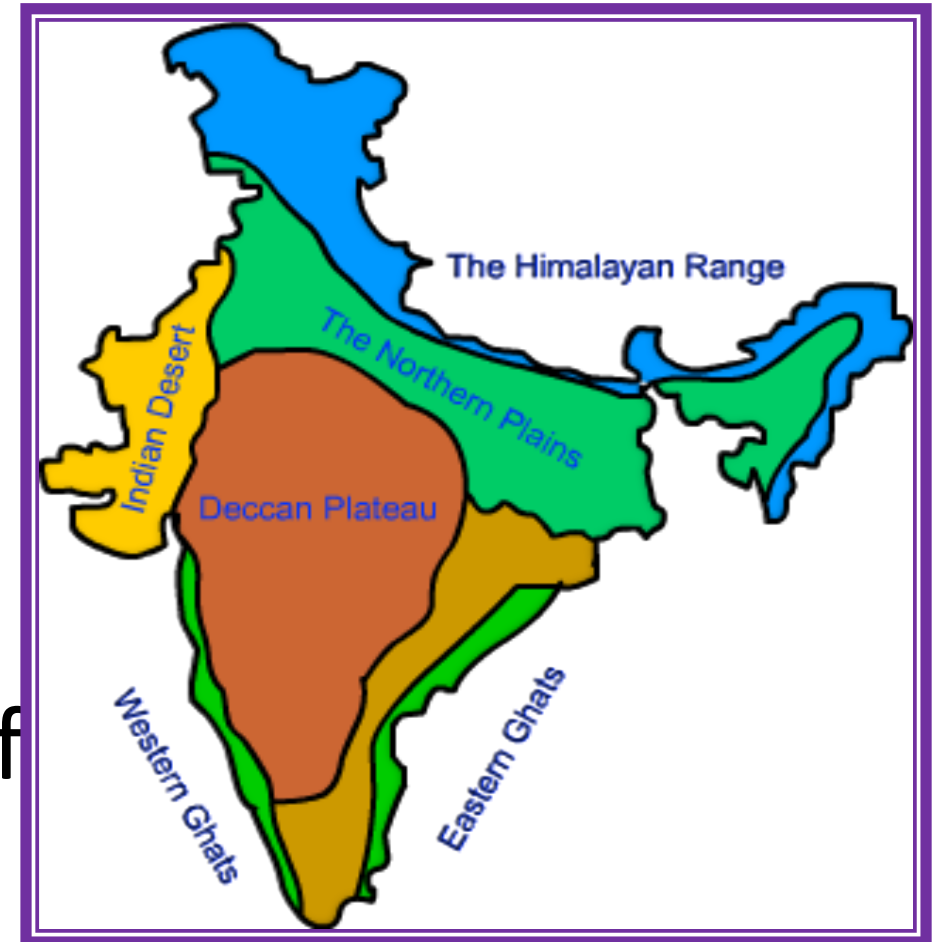 The Himalayan Range
The Northern Plains
Indian Desert
Deccan Plateau
f
Western Ghats
Eastern Ghats